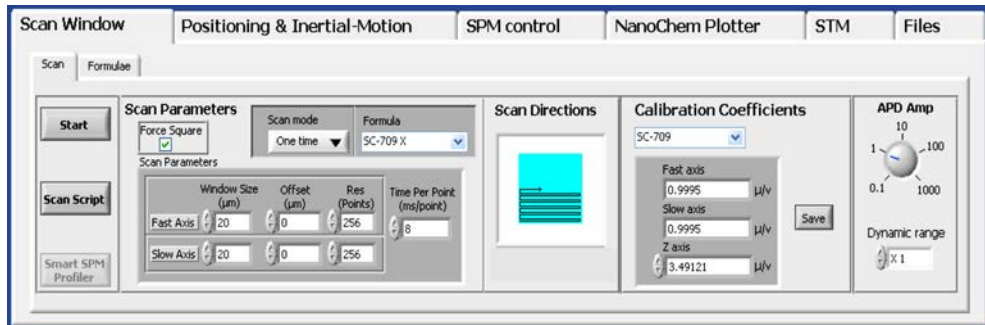 Scan Window Positioning & Inertial-Motion SPM control NanoChem Plotter STM Files
Scan Formulae
Start
Scan Script
Smart SPM
Profiler
Scan Parameters
Force Square
Scan mode
One time
Formula
SC-709 X
Scan Parameters
Window Size
(µm)
Offset
(µm)
Res
(Points)
Time Per Point
(ms/point)
Fast Axis 20 0 256 8
Slow Axis 20 0 256
Scan Directions
Calibration Coefficients
SC-709
Fast axis
0.9995 µ/v
Slow axis
0.9995 µ/v
Z axis
3.49121 µ/v
Save
APD Amp
10
1 100
0.1 1000
Dynamic range
X 1